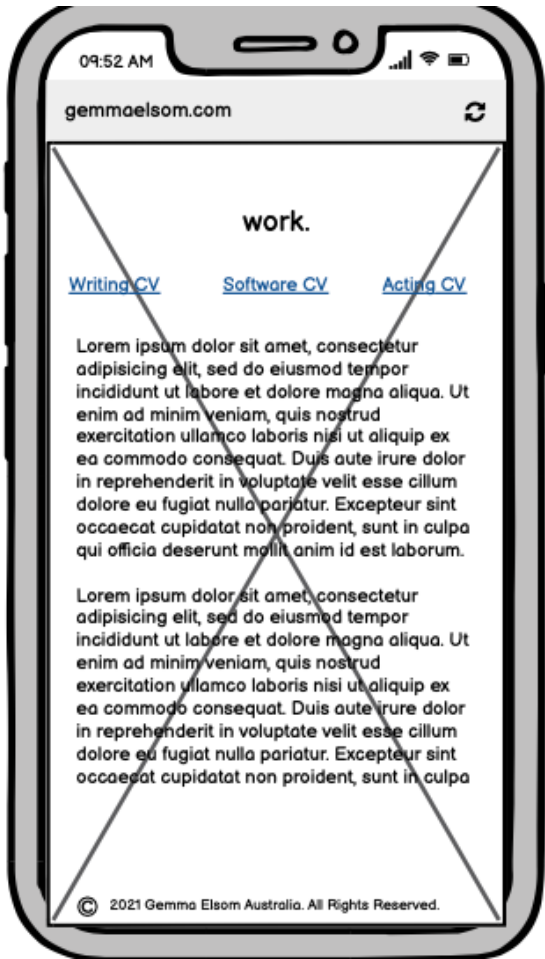 09:52 AM
gemmaelsom.com
work.
Writing CV Software CV Acting CV
Lorem ipsum dolor sit amet, consectetur
adipisicing elit, sed do eiusmod tempor
incididunt ut labore et dolore magna aliqua. Ut
enim ad minim veniam, quis nostrud
exercitation ullamco laboris nisi ut aliquip ex
ea commodo consequat. Duis aute irure dolor
in reprehenderit in voluptate velit esse cillum
dolore eu fugiat nulla pariatur. Excepteur sint
occaecat cupidatat non proident, sunt in culpa
qui officia deserunt mollit anim id est laborum.
Lorem ipsum dolor sit amet, consectetur
adipisicing elit, sed do eiusmod tempor
incididunt ut labore et dolore magna aliqua. Ut
enim ad minim veniam, quis nostrud
exercitation ullamco laboris nisi ut aliquip ex
ea commodo consequat. Duis aute irure dolor
in reprehenderit in voluptate velit esse cillum
dolore eu fugiat nulla pariatur. Excepteur sint
occaecat cupidatat non proident, sunt in culpa
© 2021 Gemma Elsom Australia. All Rights Reserved.